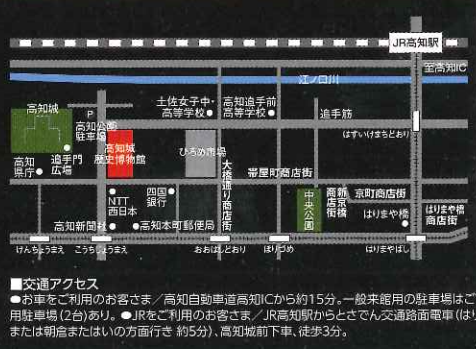 JR高知駅
至高知IC
江ノ口川
高知城
P
高知公園
駐車場
土佐女子中・
高等学校
高知追手前
高等学校
追手筋
はすいけまちどおり
高知城
歴史博物館
ひろめ市場
高知
県庁
追手門
広場
大橋通り商店街
帯屋町商店街
中央公園
新京橋
商店街
京町商店街
はりまや橋
はりまや橋
商店街
NTT
西日本
四国
銀行
高知新聞社
高知本町郵便局
けんちょうまえ
こうちじょうまえ
おおはしどおり
ほりづめ
はりまやばし
■交通アクセス
●お車をご利用のお客さま/高知自動車道高知ICから約15分。一般来館用の駐車場はご
用駐車場(2台)あり。●JRをご利用のお客さま/JR高知駅からとさでん交通路面電車(はり
または朝倉またはいの方面行き 約5分)、高知城前下車、徒歩3分。